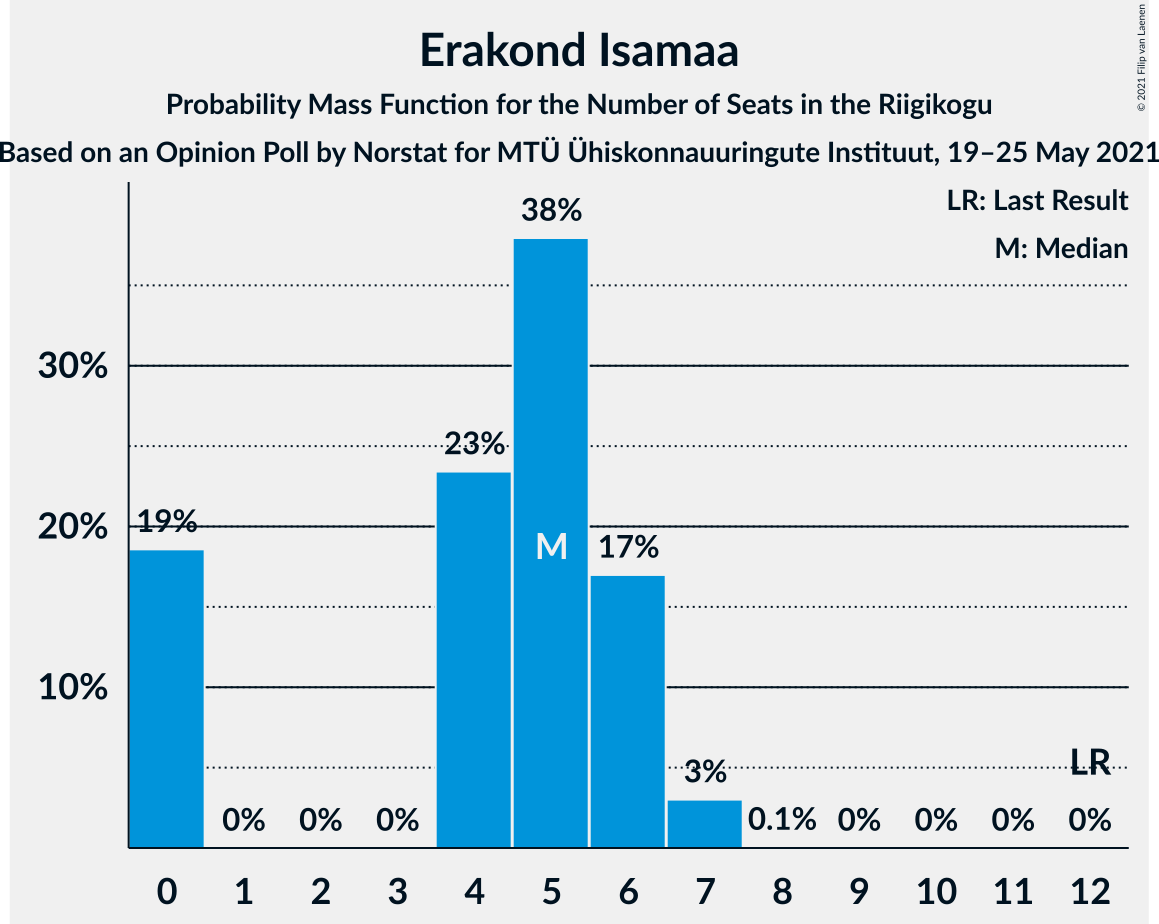 Erakond Isamaa
Probability Mass Function for the Number of Seats in the Riigikogu
Based on an Opinion Poll by Norstat for MTÜ Ühiskonnauuringute Instituut, 19–25 May 2021
© 2021 Filip van Laenen
LR: Last Result
M: Median
38%
30%
23%
20%
19%
M
17%
10%
LR
3%
0% 0% 0% 0.1% 0% 0% 0% 0%
0 1 2 3 4 5 6 7 8 9 10 11 12